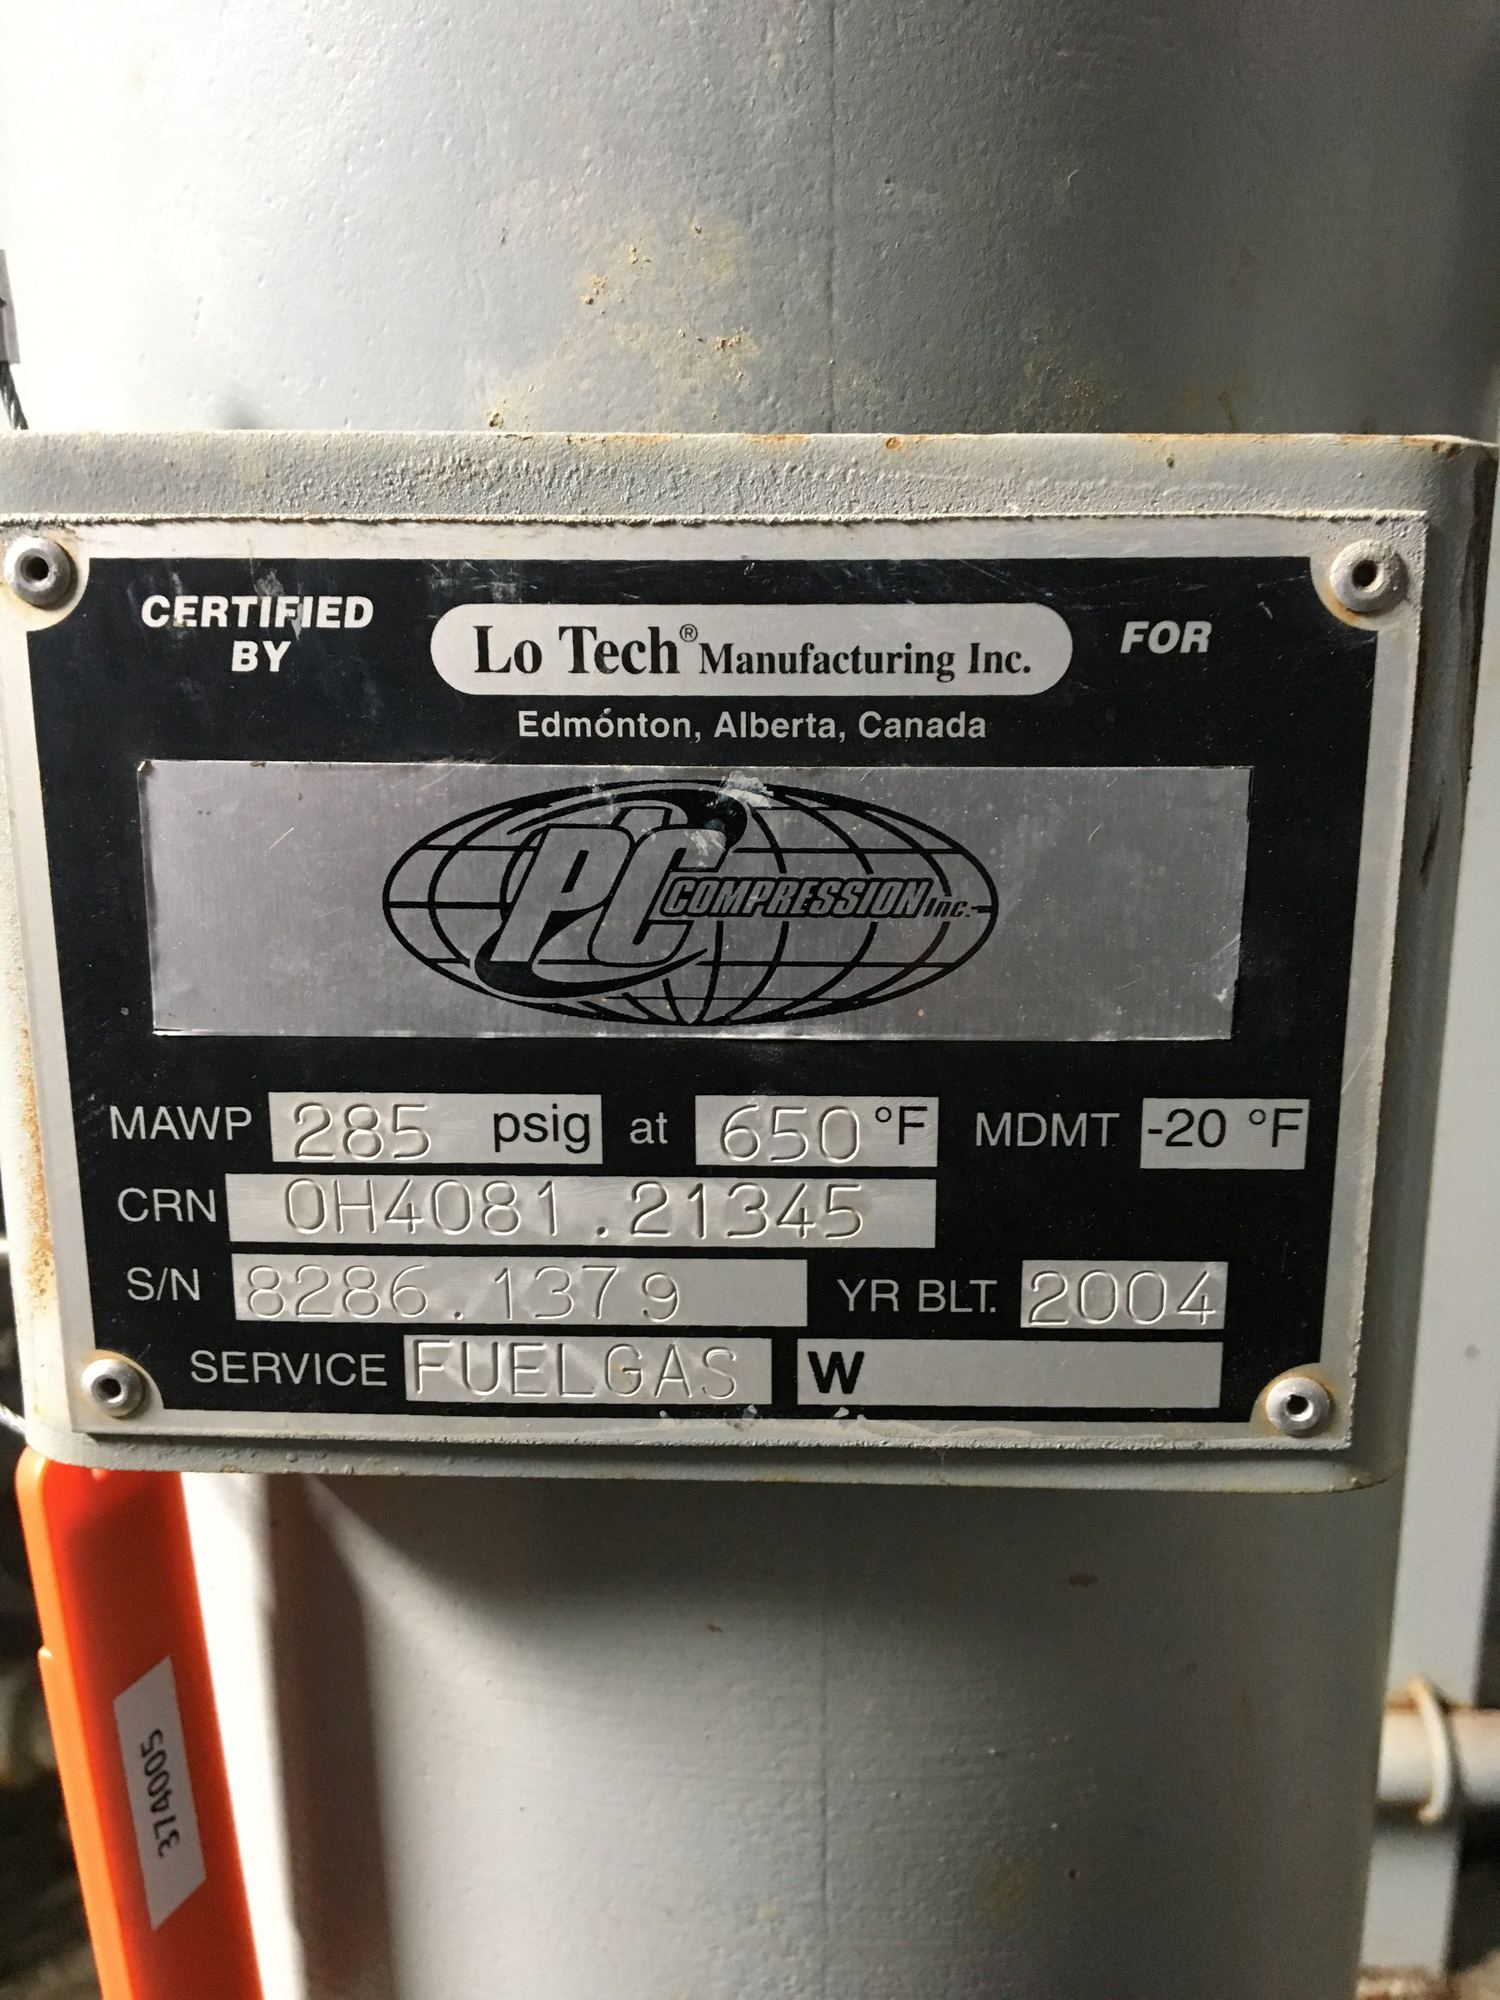 CERTIFIED BY
Lo Tech® Manufacturing Inc.
FOR
Edmonton, Alberta, Canada
PC COMPRESSION Inc.
MAWP 285 psig at 650 °F MDMT -20 °F
CRN 0H4081.21345
S/N 8286.1379 YR BLT. 2004
SERVICE FUELGAS W
374005